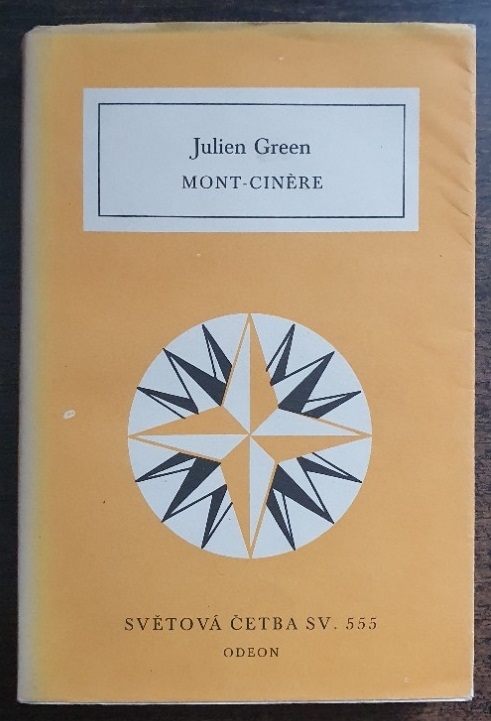 Julien Green
MONT-CINÈRE
SVĚTOVÁ ČETBA SV. 555
ODEON